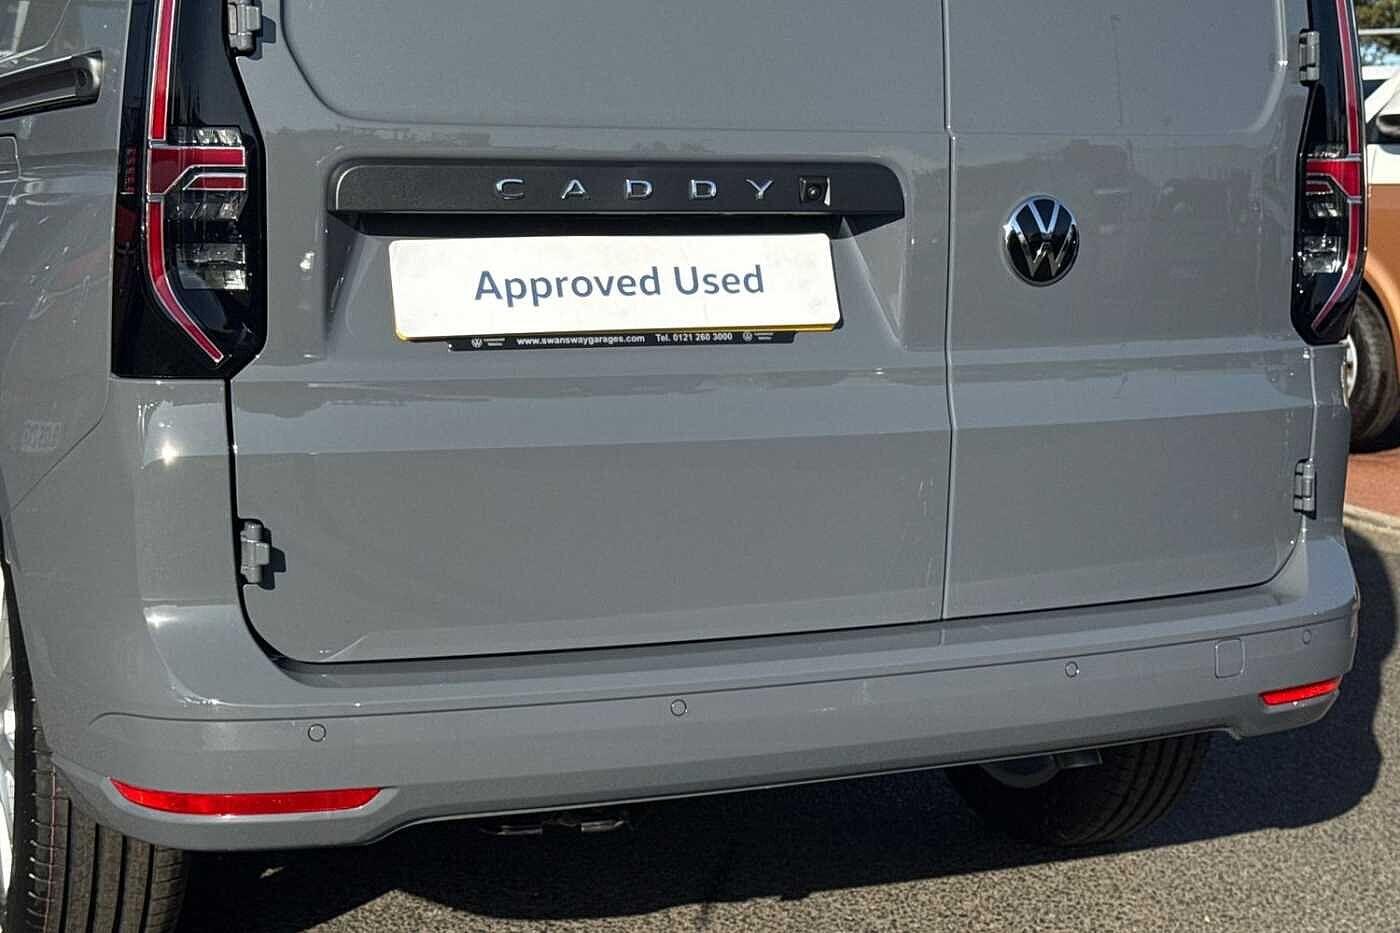 CADDY
Approved Used
www.swanswaygarages.com Tel. 0121 260 3000